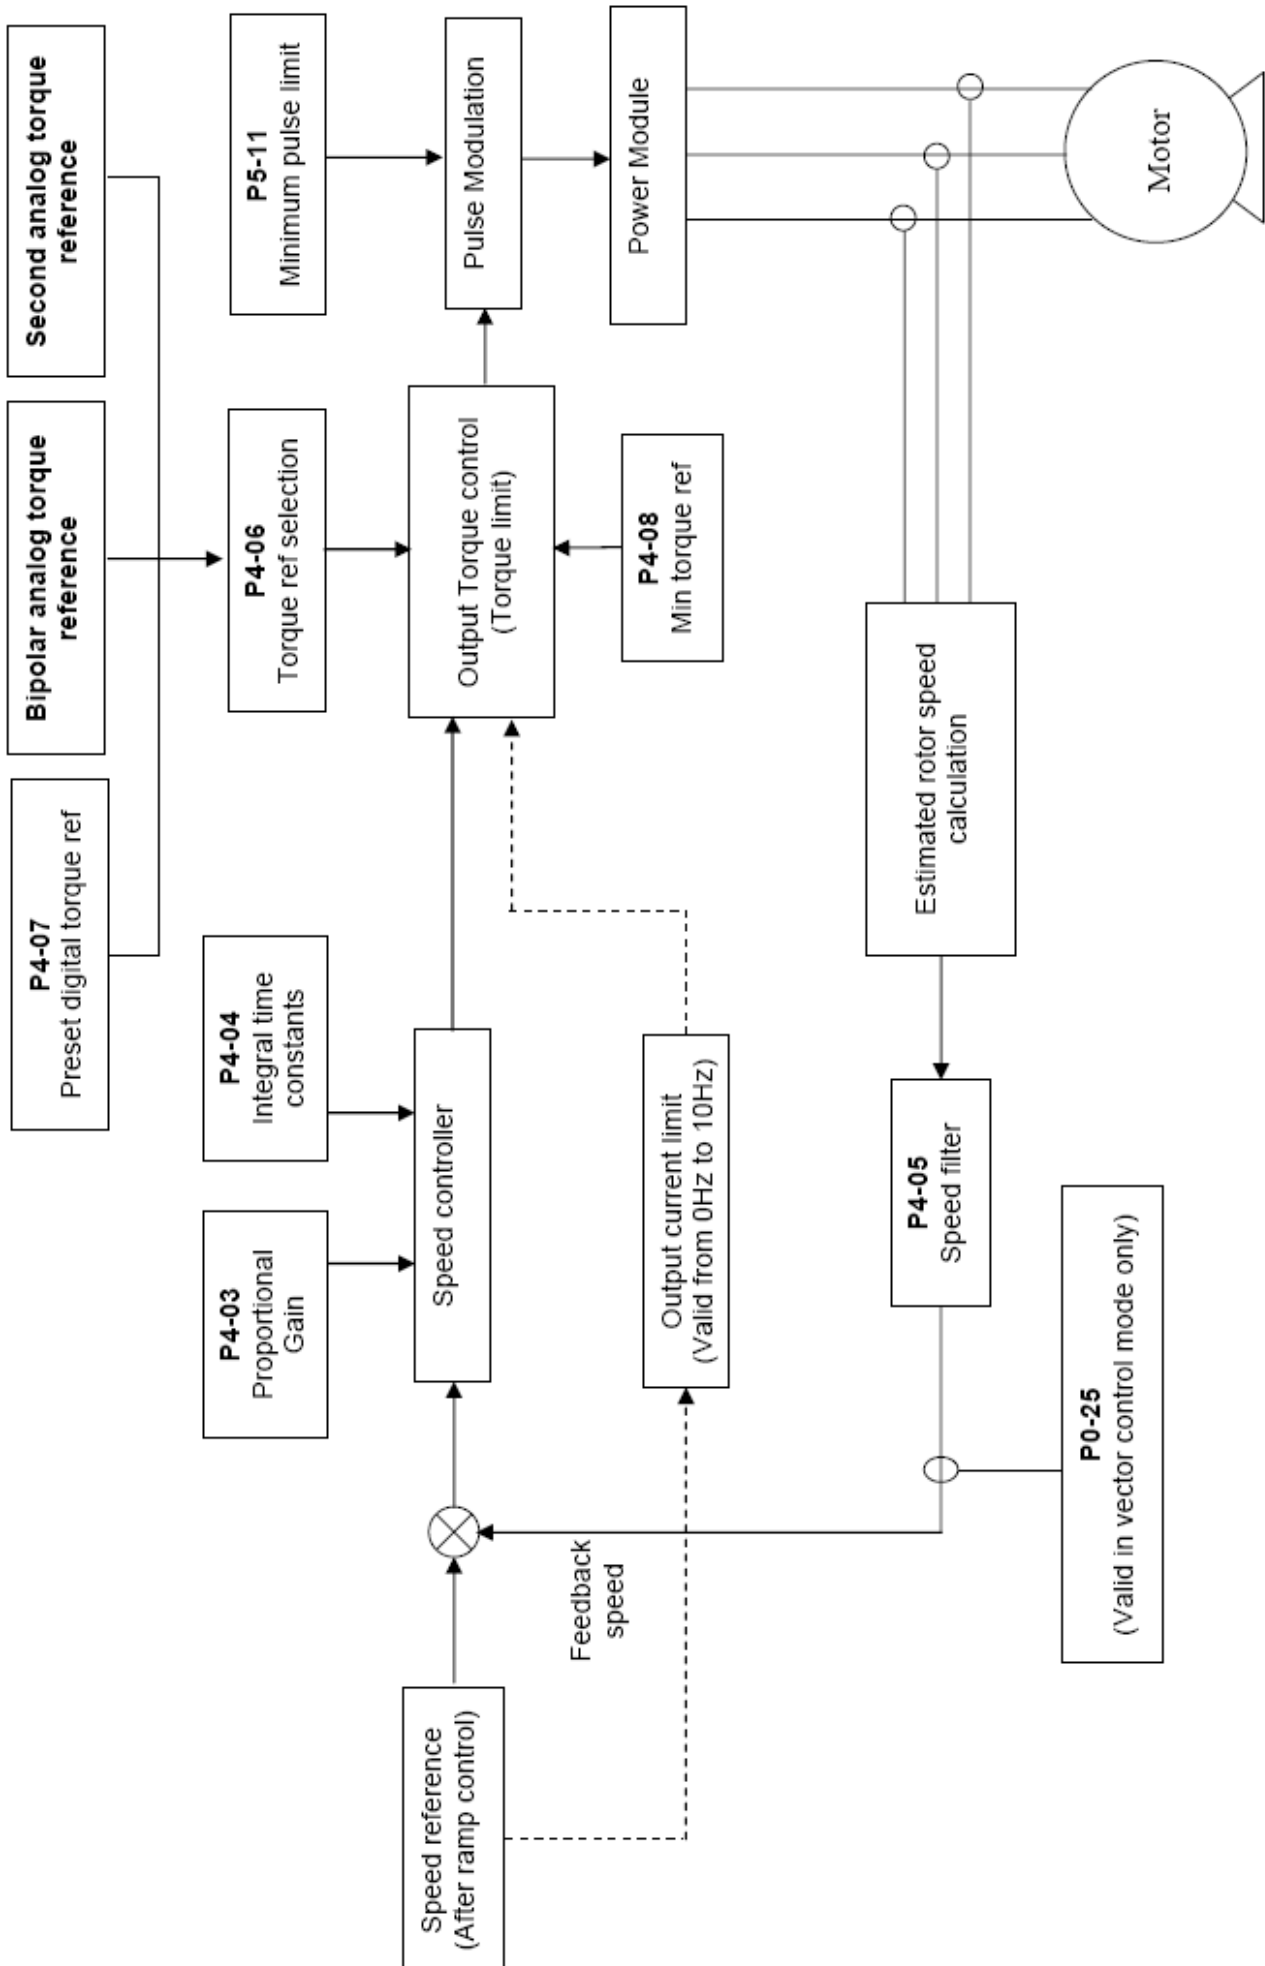 P4-07
Preset digital torque ref
Bipolar analog torque
reference
Second analog torque
reference
P4-03
Proportional
Gain
P4-04
Integral time
constants
P4-06
Torque ref selection
P5-11
Minimum pulse limit
Speed reference
(After ramp control)
Speed controller
Output Torque control
(Torque limit)
Pulse Modulation
Feedback
speed
Output current limit
(Valid from 0Hz to 10Hz)
P4-08
Min torque ref
Power Module
P4-05
Speed filter
Estimated rotor speed
calculation
P0-25
(Valid in vector control mode only)
Motor